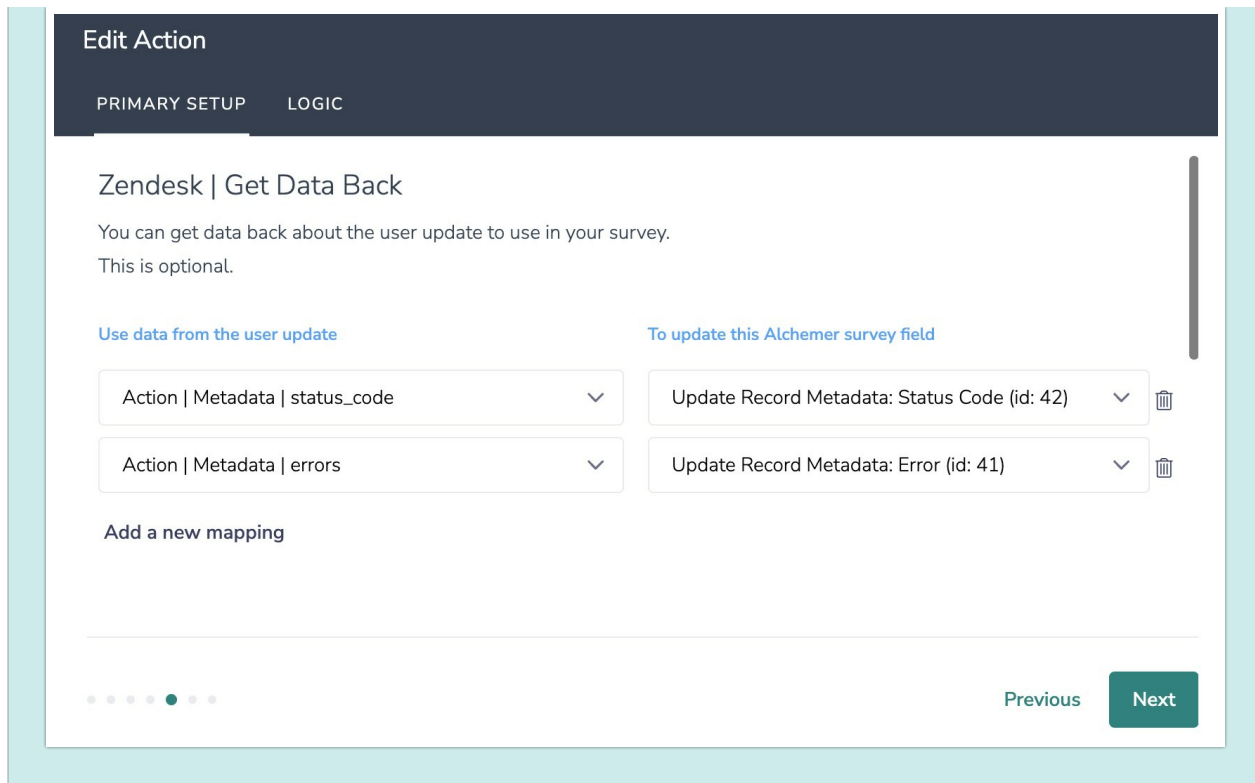 Edit Action
PRIMARY SETUP LOGIC
Zendesk | Get Data Back
You can get data back about the user update to use in your survey.
This is optional.
Use data from the user update To update this Alchemer survey field
Action | Metadata | status_code Update Record Metadata: Status Code (id: 42)
Action | Metadata | errors Update Record Metadata: Error (id: 41)
Add a new mapping
Previous Next